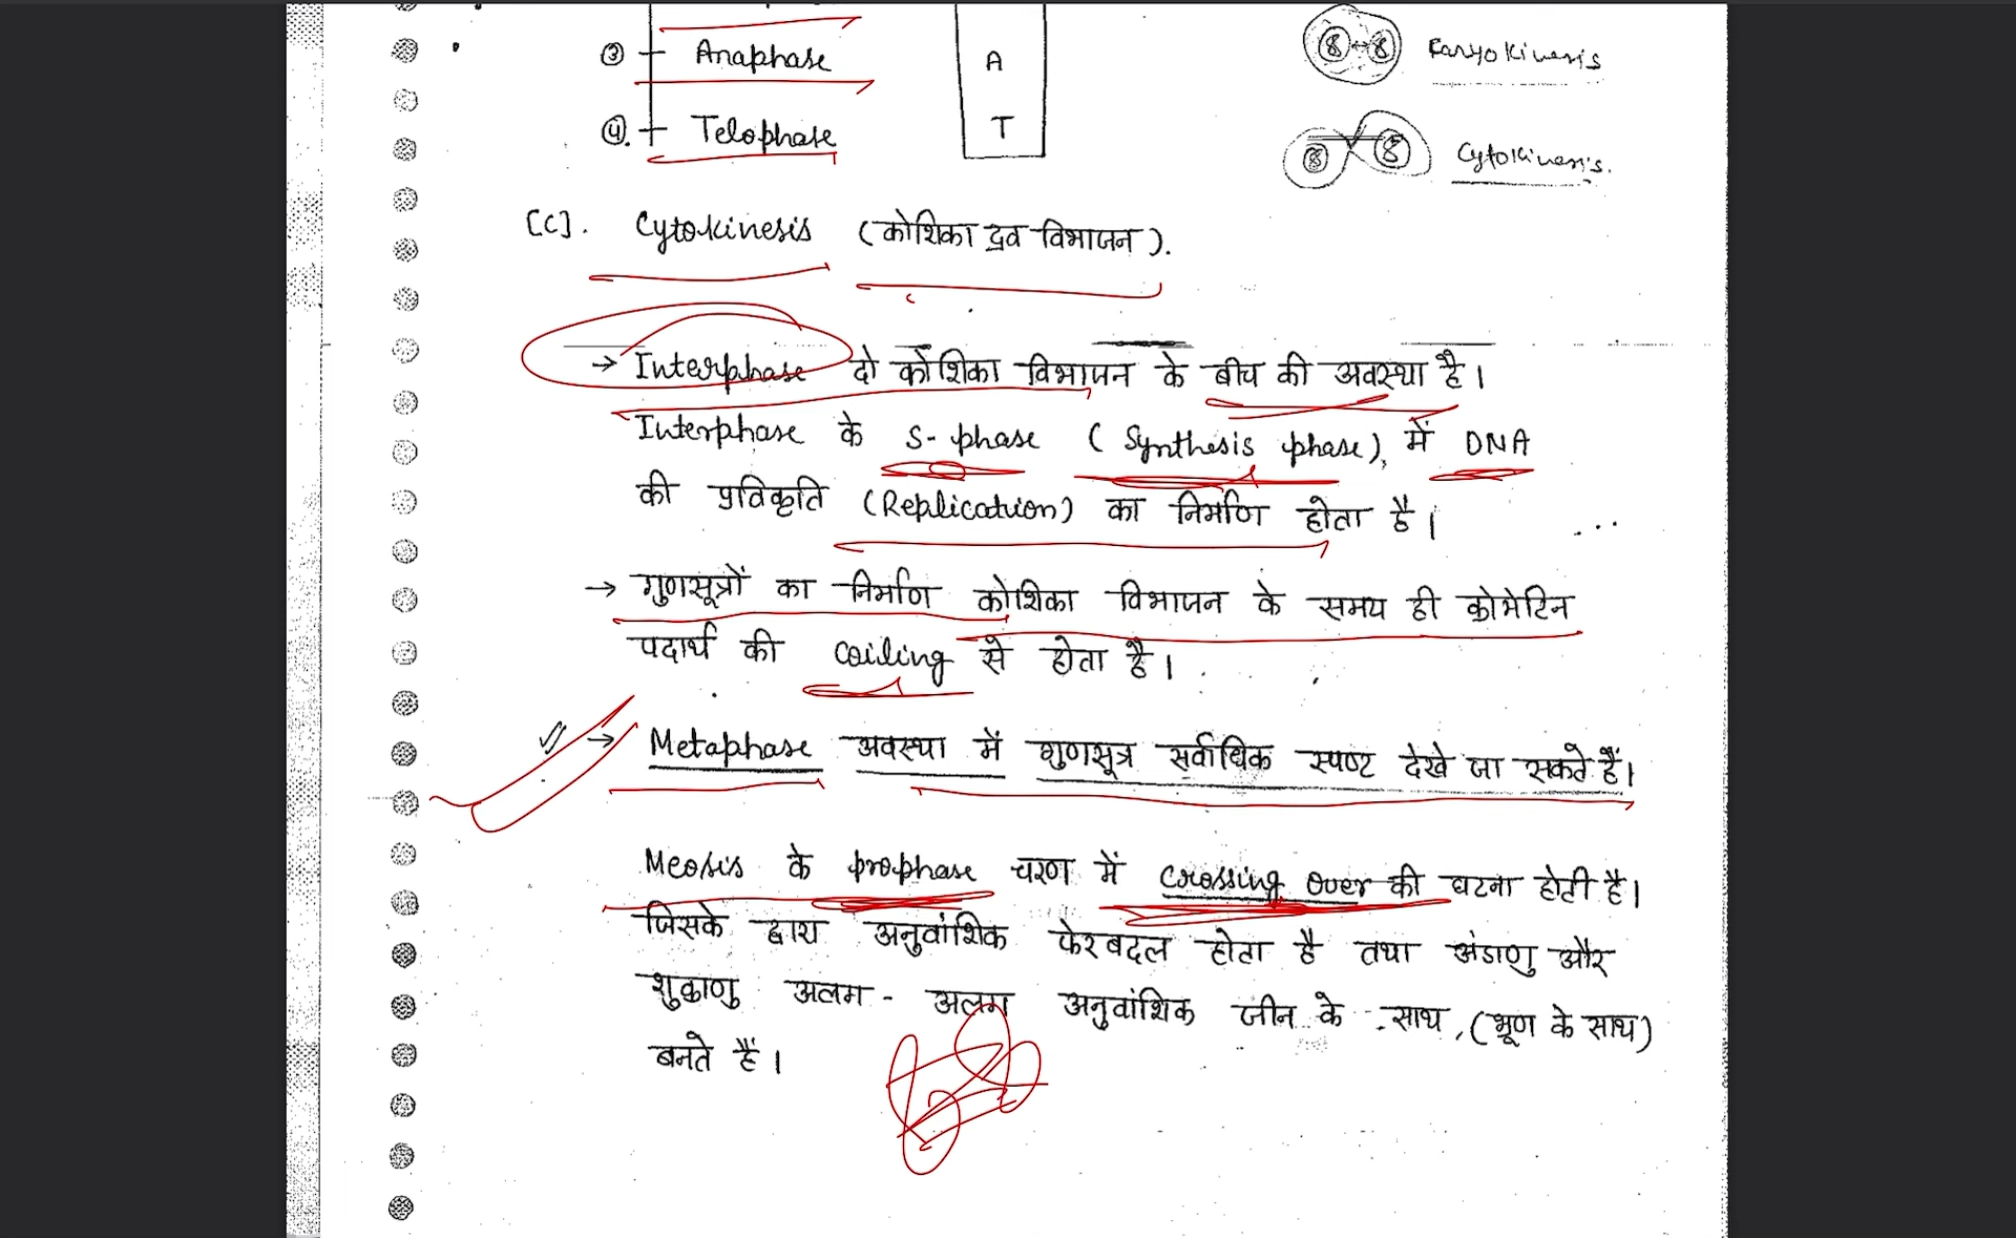 ③ Anaphase A
④. Telophase T
Karyokinesis
Cytokinesis.
[C]. Cytokinesis (कोशिका द्रव विभाजन).
→ Interphase दो कोशिका विभाजन के बीच की अवस्था है।
Interphase के S-phase (Synthesis phase), में DNA
की प्रतिकृति (Replication) का निर्माण होता है।
→ गुणसूत्रों का निर्माण कोशिका विभाजन के समय ही क्रोमेटिन
पदार्थ की coiling से होता है।
→ Metaphase अवस्था में गुणसूत्र सर्वाधिक स्पष्ट देखे जा सकते हैं।
Meosis के prophase चरण में crossing over की घटना होती है।
जिसके द्वारा अनुवांशिक फेरबदल होता है तथा अंडाणु और
शुक्राणु अलग - अलग अनुवांशिक जीन के साथ, (भ्रूण के साथ)
बनते हैं।